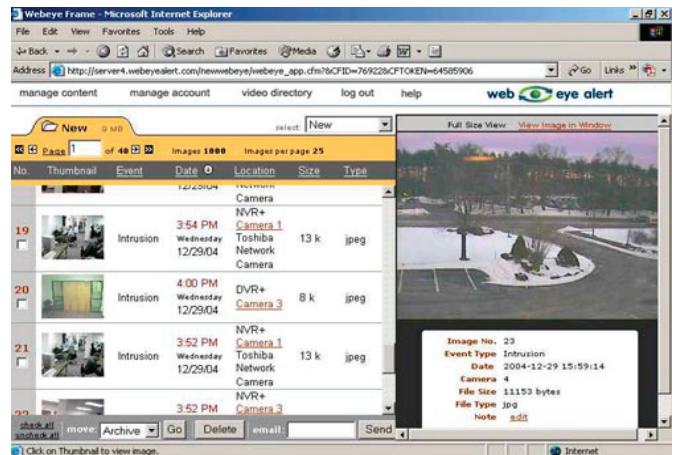 Webeye Frame - Microsoft Internet Explorer
File Edit View Favorites Tools Help
Back Search Favorites Media
Address http://server4.webeyealert.com/newwebeye/webeye_app.cfm?&CFID=76922&CFTOKEN=64585906 Go Links
manage content manage account video directory log out help web eye alert
New 0 MB select: New
Page 1 of 40 Images 1000 Images per page 25
No. Thumbnail Event Date Location Size Type
12/29/04 Network
Camera
19 Intrusion 3:54 PM Wednesday 12/29/04 NVR+ Camera 1 Toshiba Network Camera 13 k jpeg
20 Intrusion 4:00 PM Wednesday 12/29/04 DVR+ Camera 3 8 k jpeg
21 Intrusion 3:52 PM Wednesday 12/29/04 NVR+ Camera 1 Toshiba Network Camera 13 k jpeg
22 3:52 PM NVR+ Camera 3
check all
uncheck all
move: Archive Go Delete email: Send
Full Size View View Image in Window
Image No. 23
Event Type Intrusion
Date 2004-12-29 15:59:14
Camera 4
File Size 11153 bytes
File Type jpg
Note edit
Click on Thumbnail to view image. Internet